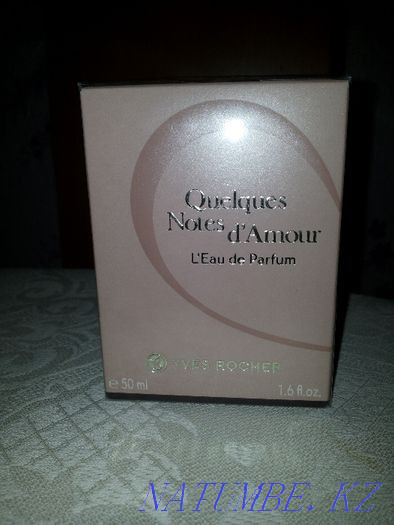 Quelques
Notes d'Amour
L'Eau de Parfum
YVES ROCHER
e 50 ml 1.6 fl.oz.
NATUMBE. KZ